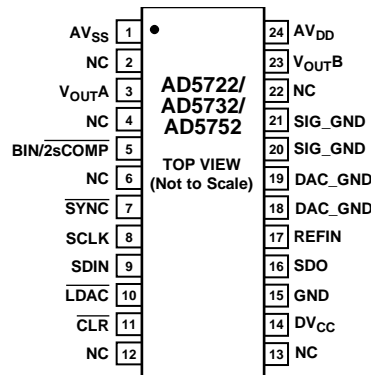 AVSS 1
NC 2
VOUTA 3
NC 4
BIN/2sCOMP 5
NC 6
SYNC 7
SCLK 8
SDIN 9
LDAC 10
CLR 11
NC 12
AD5722/
AD5732/
AD5752
TOP VIEW
(Not to Scale)
24 AVDD
23 VOUTB
22 NC
21 SIG_GND
20 SIG_GND
19 DAC_GND
18 DAC_GND
17 REFIN
16 SDO
15 GND
14 DVCC
13 NC